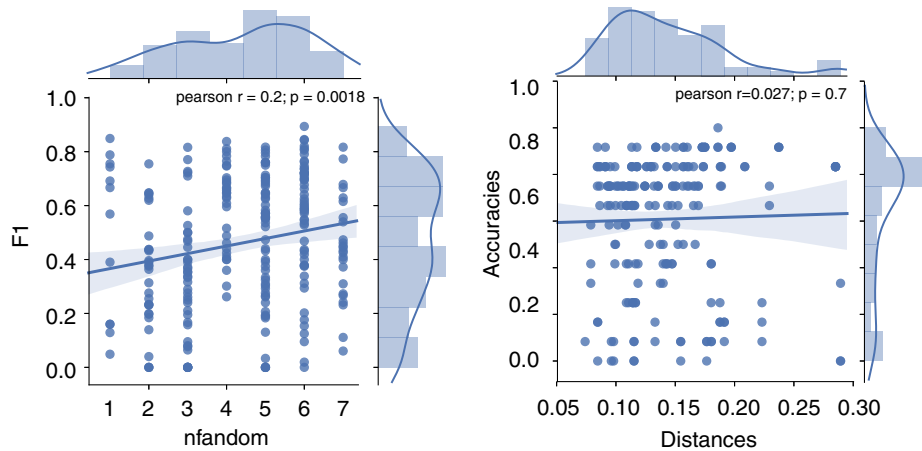 pearson r = 0.2; p = 0.0018
1.0
0.8
0.6
0.4
0.2
0.0
F1
1 2 3 4 5 6 7
nfandom
pearson r=0.027; p = 0.7
1.0
0.8
0.6
0.4
0.2
0.0
Accuracies
0.05 0.10 0.15 0.20 0.25 0.30
Distances